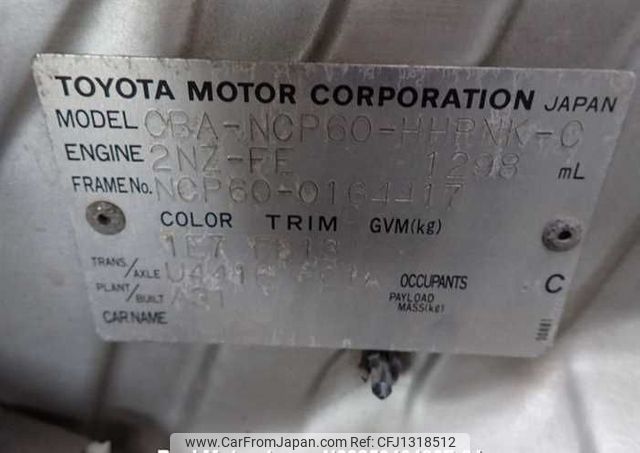 TOYOTA MOTOR CORPORATION JAPAN
MODEL CBA-NCP60-HHPNK-C
ENGINE 2NZ-FE 1298 mL
FRAME No. NCP60-0164417
COLOR TRIM GVM(kg)
1E7 FB13
TRANS/AXLE U441E
OCCUPANTS C
PLANT/BUILT A31
PAYLOAD MASS(kg)
CAR NAME
© www.CarFromJapan.com | Ref No. CFJ1318512